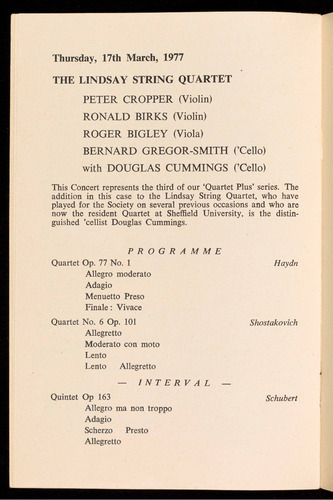 Thursday, 17th March, 1977
THE LINDSAY STRING QUARTET
PETER CROPPER (Violin)
RONALD BIRKS (Violin)
ROGER BIGLEY (Viola)
BERNARD GREGOR-SMITH ('Cello)
with DOUGLAS CUMMINGS ('Cello)
This Concert represents the third of our 'Quartet Plus' series. The
addition in this case to the Lindsay String Quartet, who have
played for the Society on several previous occasions and who are
now the resident Quartet at Sheffield University, is the distin-
guished 'cellist Douglas Cummings.
PROGRAMME
Quartet Op. 77 No. 1 Haydn
Allegro moderato
Adagio
Menuetto Preso
Finale: Vivace
Quartet No. 6 Op. 101 Shostakovich
Allegretto
Moderato con moto
Lento
Lento Allegretto
— INTERVAL —
Quintet Op 163 Schubert
Allegro ma non troppo
Adagio
Scherzo Presto
Allegretto